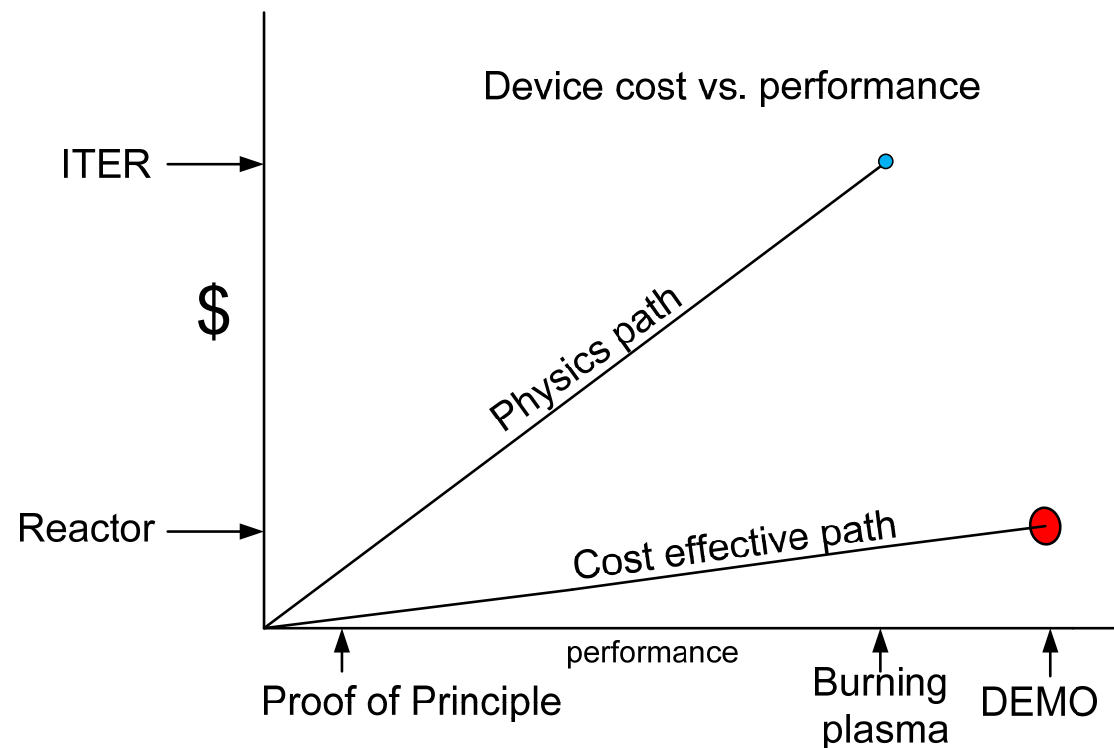 Device cost vs. performance
ITER
$
Physics path
Reactor
Cost effective path
performance
Proof of Principle
Burning
plasma
DEMO